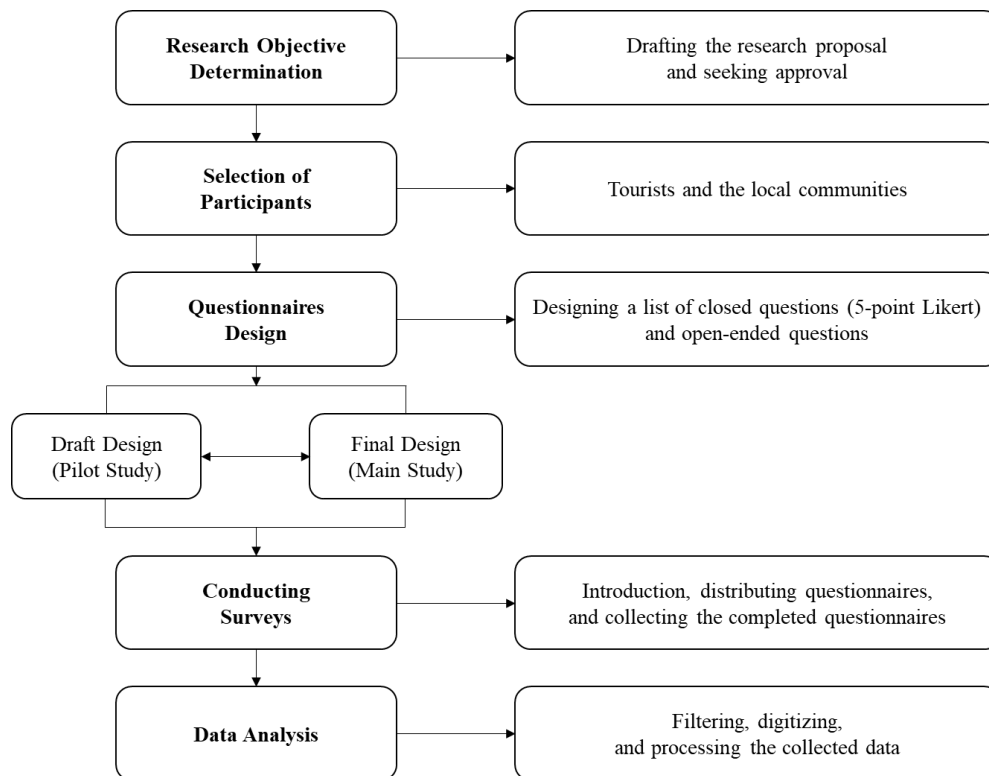 Research Objective
Determination
Drafting the research proposal
and seeking approval
Selection of
Participants
Tourists and the local communities
Questionnaires
Design
Designing a list of closed questions (5-point Likert)
and open-ended questions
Draft Design
(Pilot Study)
Final Design
(Main Study)
Conducting
Surveys
Introduction, distributing questionnaires,
and collecting the completed questionnaires
Data Analysis
Filtering, digitizing,
and processing the collected data